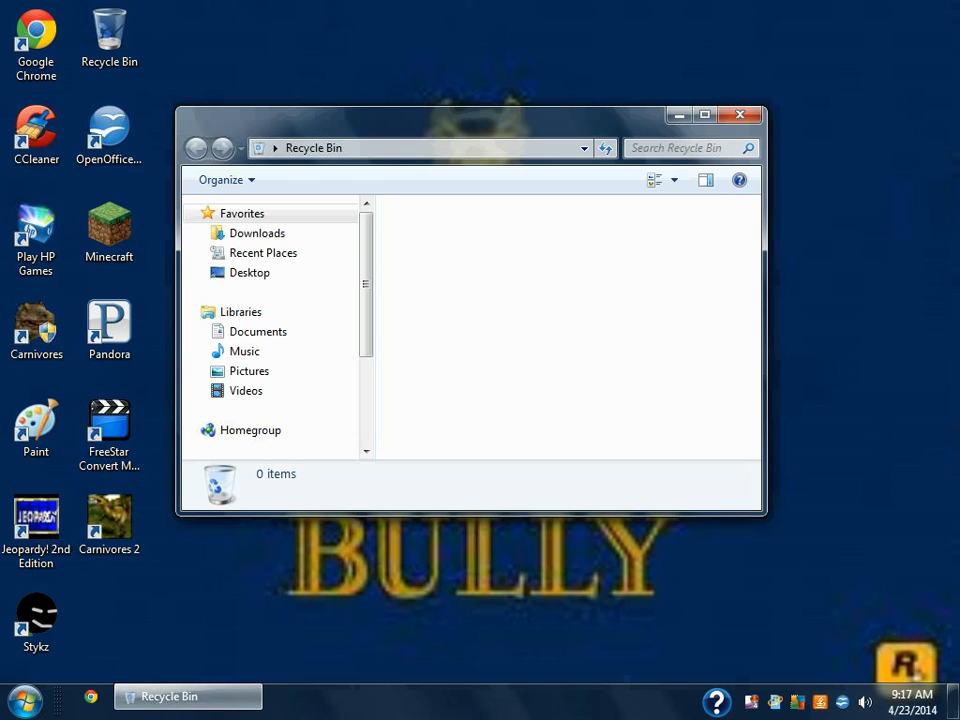 Google
Chrome
Recycle Bin
CCleaner
OpenOffice...
Play HP
Games
Minecraft
Carnivores
Pandora
Paint
FreeStar
Convert M...
JEOPARDY!
Jeopardy! 2nd
Edition
Carnivores 2
Stykz
Recycle Bin
Search Recycle Bin
Organize
Favorites
Downloads
Recent Places
Desktop
Libraries
Documents
Music
Pictures
Videos
Homegroup
0 items
BULLY
R
Recycle Bin
9:17 AM
4/23/2014